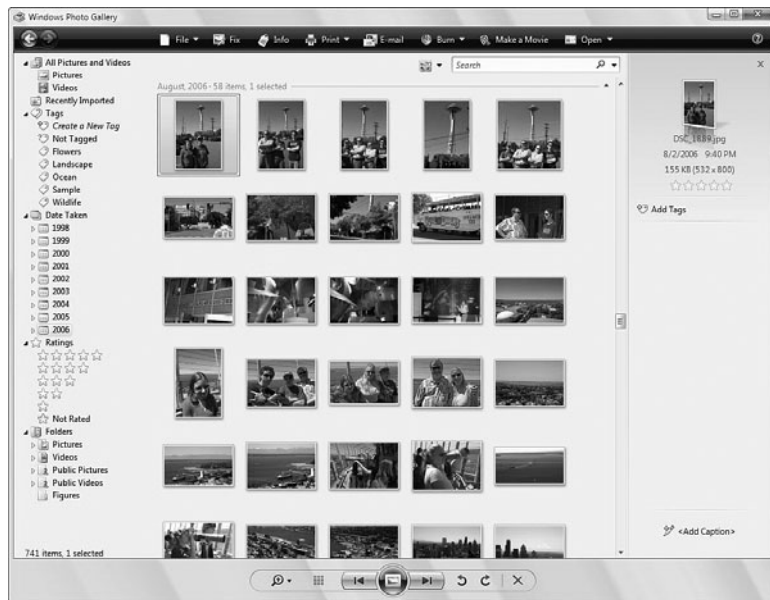 Windows Photo Gallery
File Fix Info Print E-mail Burn Make a Movie Open
All Pictures and Videos
Pictures
Videos
Recently Imported
Tags
Create a New Tag
Not Tagged
Flowers
Landscape
Ocean
Sample
Wildlife
Date Taken
1998
1999
2000
2001
2002
2003
2004
2005
2006
Ratings
Not Rated
Folders
Pictures
Videos
Public Pictures
Public Videos
Figures
741 items, 1 selected
Search
August, 2006 - 58 items, 1 selected
DSC_1889.jpg
8/2/2006 9:40 PM
155 KB (532 x 800)
Add Tags
<Add Caption>